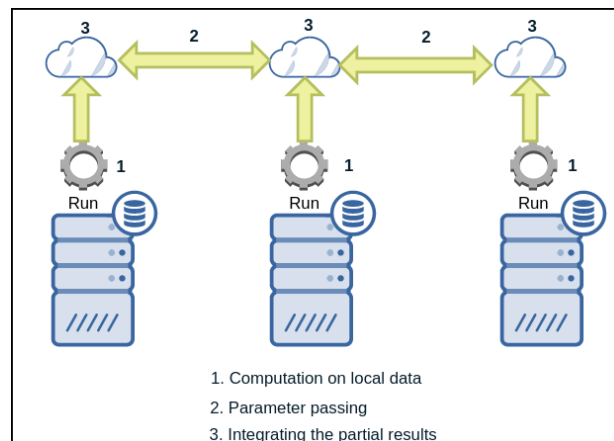 3
3
3
2
2
1
1
1
Run
Run
Run
1. Computation on local data
2. Parameter passing
3. Integrating the partial results